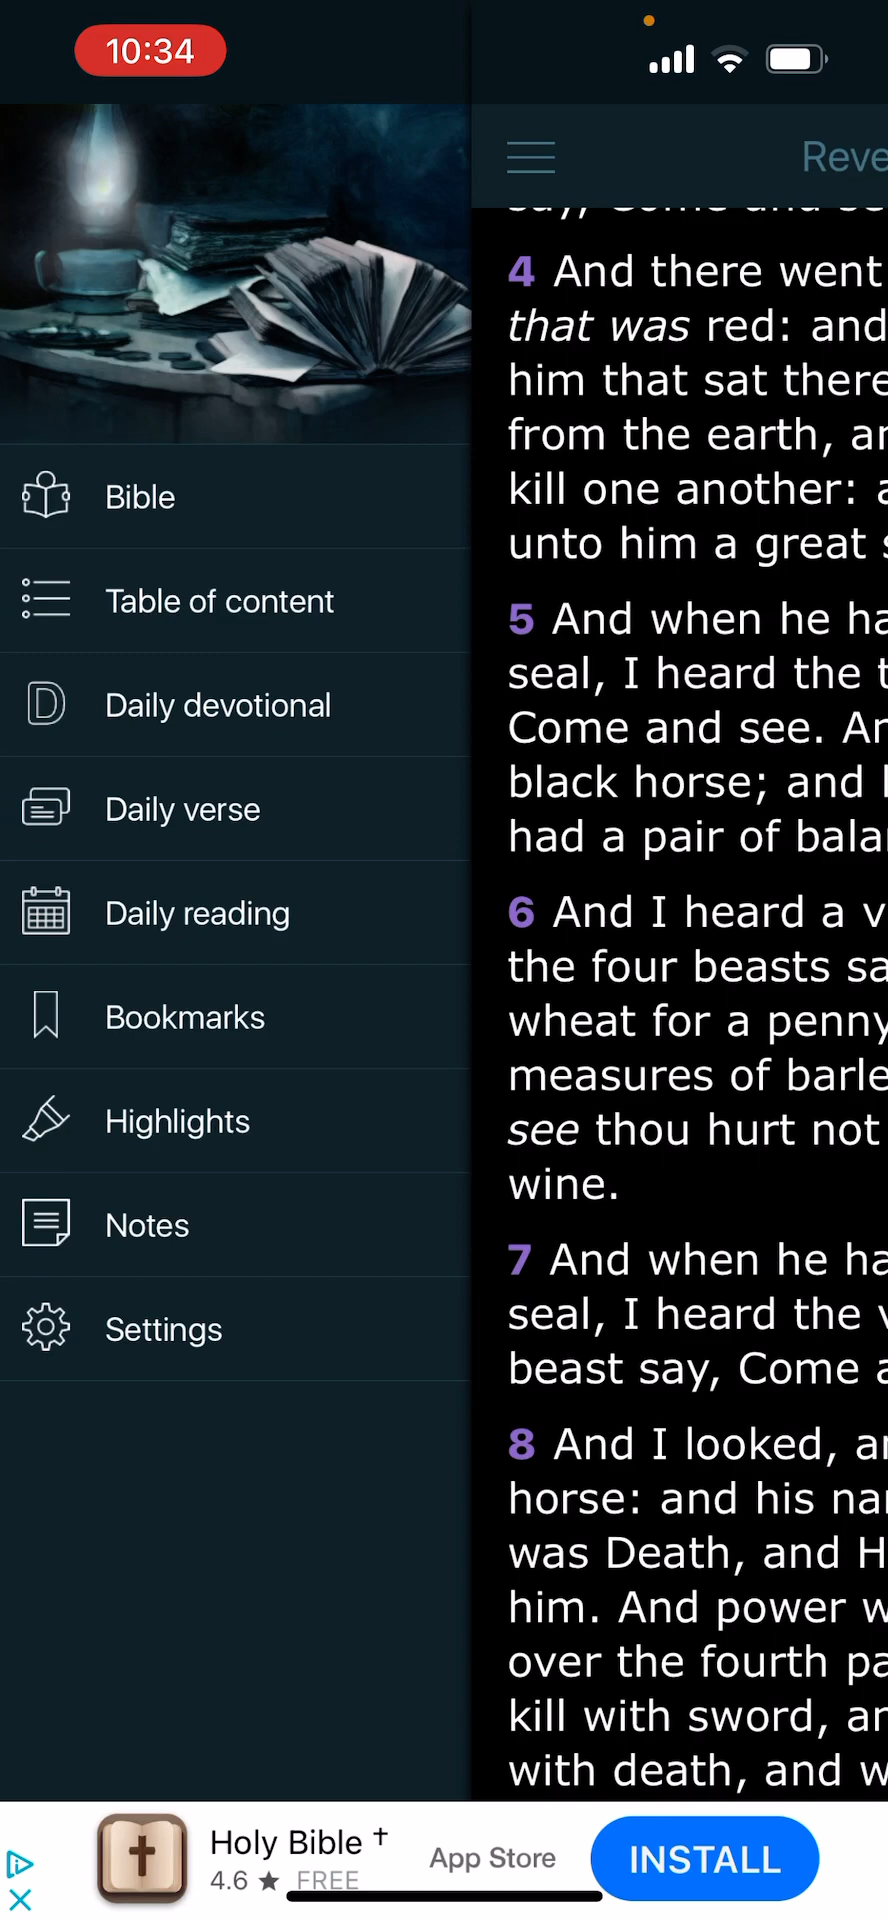 10:34
Bible
Table of content
Daily devotional
Daily verse
Daily reading
Bookmarks
Highlights
Notes
Settings
Reve
say, Come and se
4 And there went
that was red: and
him that sat there
from the earth, an
kill one another: a
unto him a great s
5 And when he ha
seal, I heard the t
Come and see. An
black horse; and l
had a pair of bala
6 And I heard a v
the four beasts sa
wheat for a penny
measures of barle
see thou hurt not
wine.
7 And when he ha
seal, I heard the v
beast say, Come a
8 And I looked, an
horse: and his na
was Death, and H
him. And power w
over the fourth pa
kill with sword, an
with death, and w
Holy Bible †
4.6 ★ FREE
App Store
INSTALL